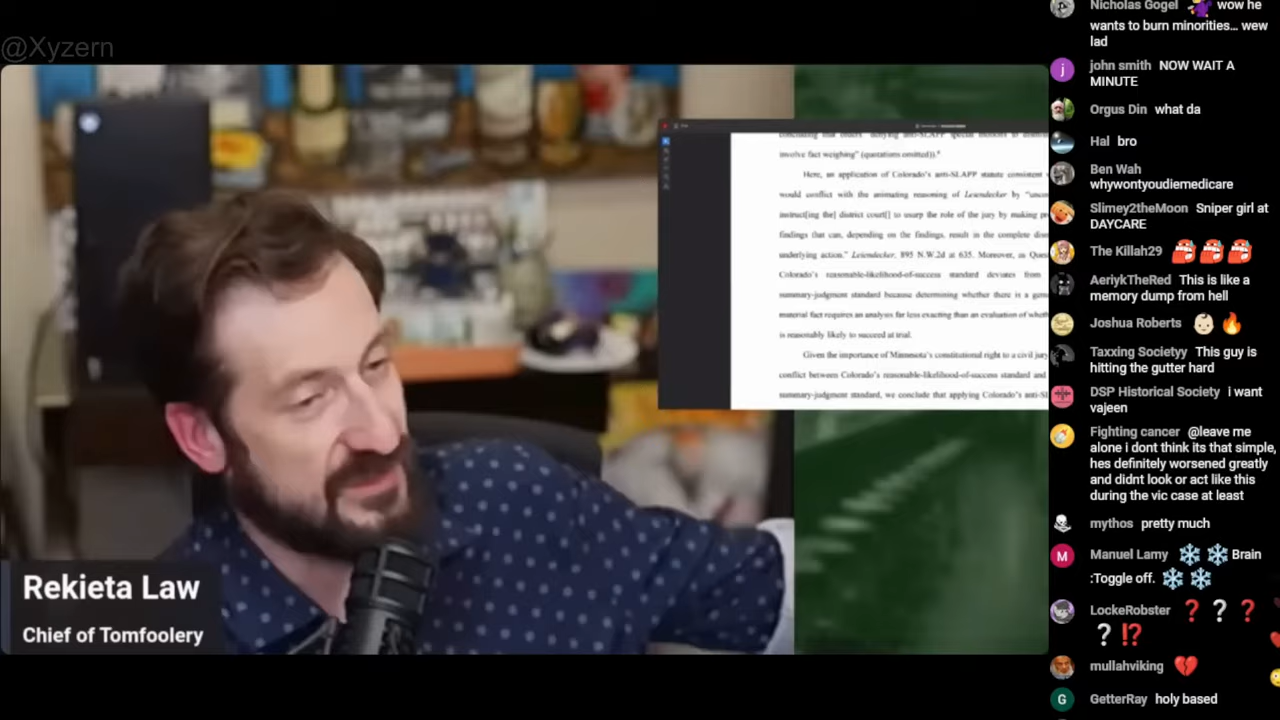 @Xyzern
involve fact weighing" (quotations omitted)).
Here, an application of Colorado's anti-SLAPP statute consistent
would conflict with the animating reasoning of Leiendecker by "uncon
instruct[ing the] district court[] to usurp the role of the jury by making pr
findings that can, depending on the findings, result in the complete dis
underlying action." Leiendecker, 895 N.W.2d at 635. Moreover, as Ques
Colorado's reasonable-likelihood-of-success standard deviates from
summary-judgment standard because determining whether there is a genu
material fact requires an analysis far less exacting than an evaluation of wheth
is reasonably likely to succeed at trial.
Given the importance of Minnesota's constitutional right to a civil jury
conflict between Colorado's reasonable-likelihood-of-success standard and
summary-judgment standard, we conclude that applying Colorado's anti-SL
Rekieta Law
Chief of Tomfoolery
Nicholas Gogel wow he
wants to burn minorities... wew
lad
john smith NOW WAIT A
MINUTE
Orgus Din what da
Hal bro
Ben Wah
whywontyoudiemedicare
Slimey2theMoon Sniper girl at
DAYCARE
The Killah29
AeriykTheRed This is like a
memory dump from hell
Joshua Roberts
Taxxing Societyy This guy is
hitting the gutter hard
DSP Historical Society i want
vajeen
Fighting cancer @leave me
alone i dont think its that simple,
hes definitely worsened greatly
and didnt look or act like this
during the vic case at least
mythos pretty much
Manuel Lamy Brain
:Toggle off.
LockeRobster ❓ ❔ ❓
❔ ⁉
mullahviking
GetterRay holy based